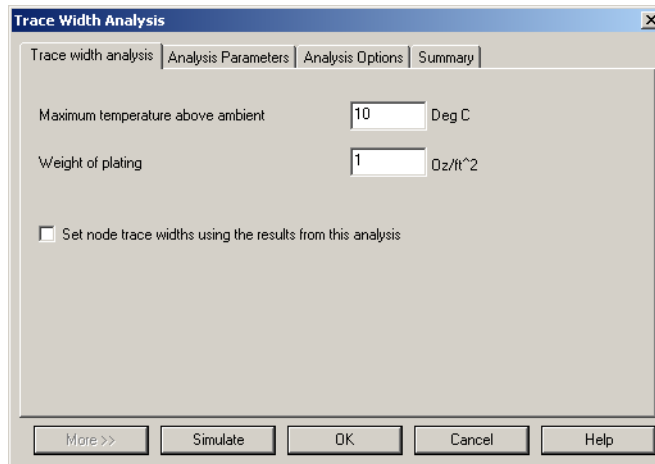 Trace Width Analysis
Trace width analysis Analysis Parameters Analysis Options Summary
Maximum temperature above ambient 10 Deg C
Weight of plating 1 Oz/ft^2
Set node trace widths using the results from this analysis
More >> Simulate OK Cancel Help